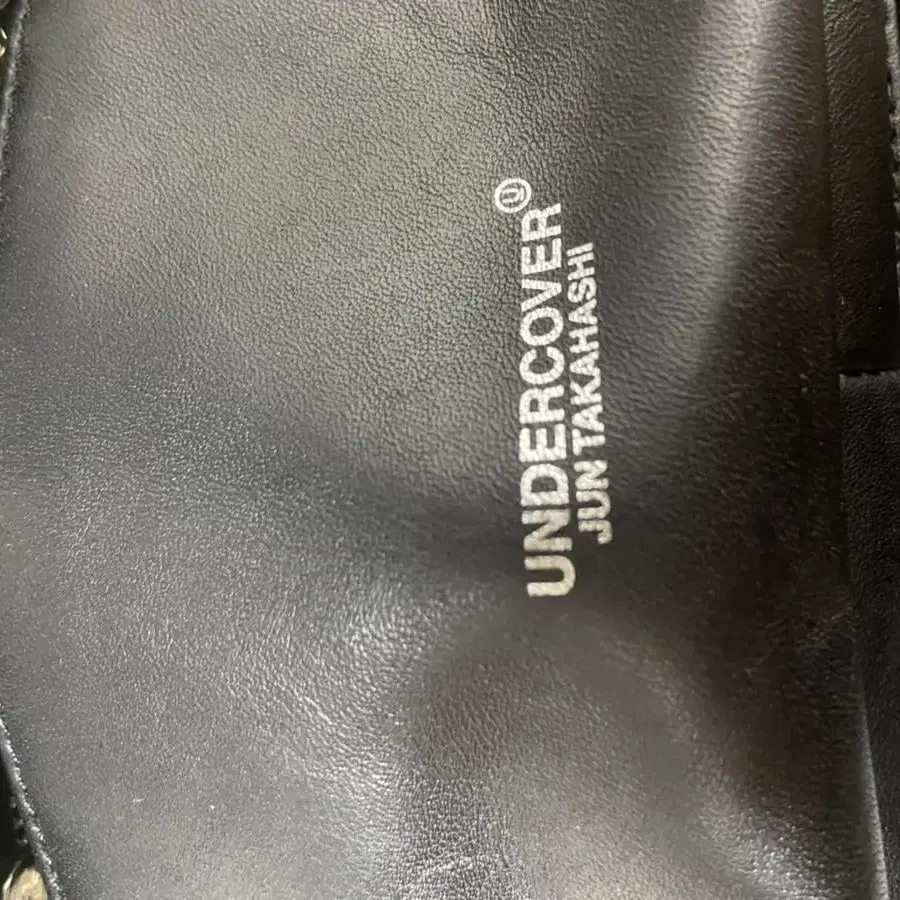 UNDERCOVER Ⓤ
JUN TAKAHASHI